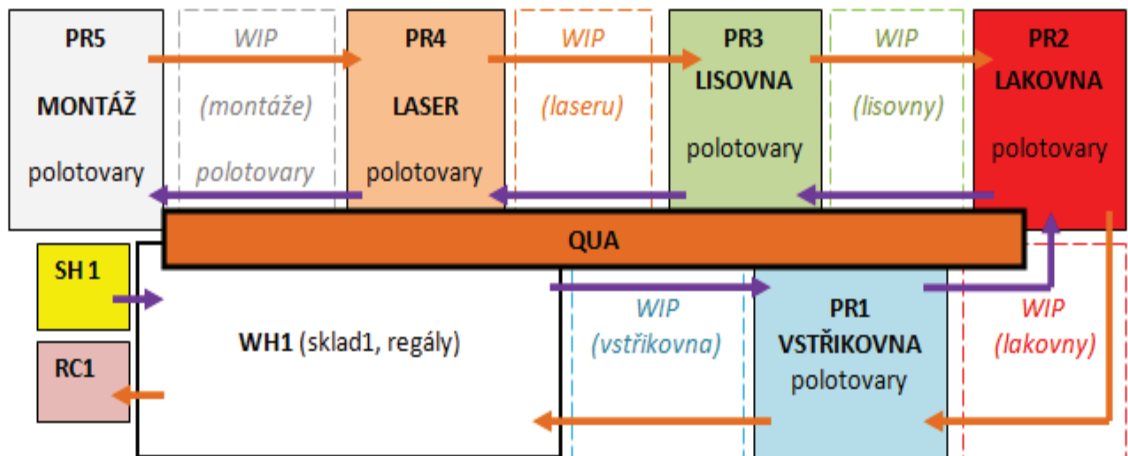 PR5
MONTÁŽ
polotovary
WIP
(montáže)
polotovary
PR4
LASER
polotovary
WIP
(laseru)
PR3
LISOVNA
polotovary
WIP
(lisovny)
PR2
LAKOVNA
polotovary
QUA
SH 1
RC1
WH1 (sklad1, regály)
WIP
(vstřikovna)
PR1
VSTŘIKOVNA
polotovary
WIP
(lakovny)